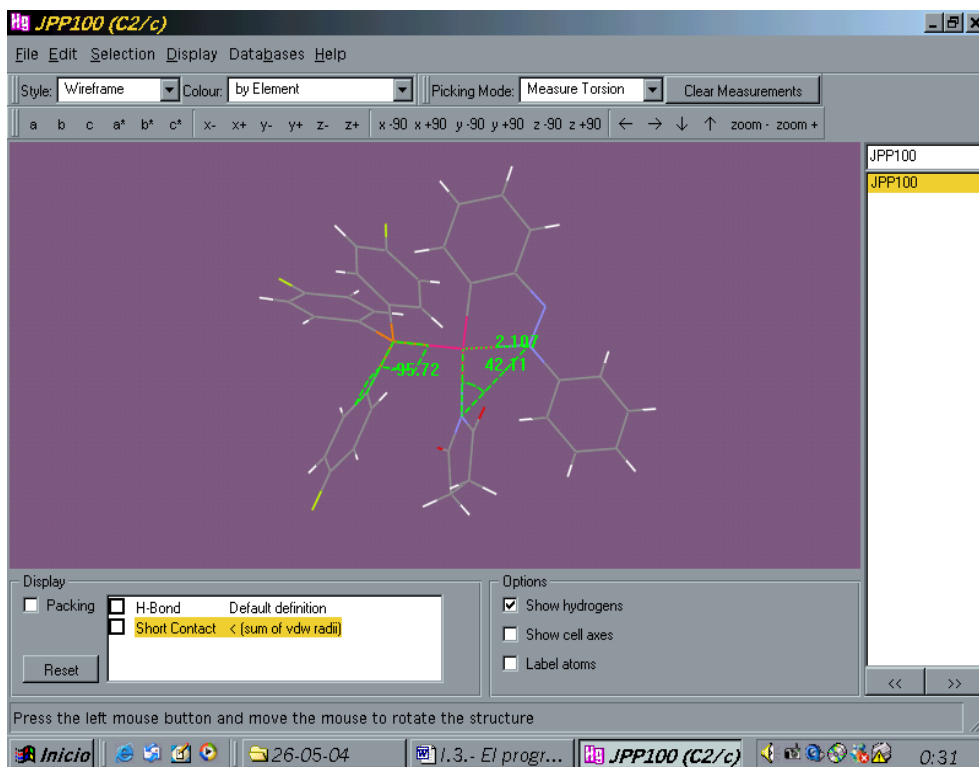 Hg JPP100 (C2/c)
File Edit Selection Display Databases Help
Style: Wireframe Colour: by Element Picking Mode: Measure Torsion Clear Measurements
a b c a* b* c* x- x+ y- y+ z- z+ x -90 x +90 y -90 y +90 z -90 z +90 ← → ↓ ↑ zoom - zoom +
JPP100
JPP100
2.107
-95.72 42.11
Display
Packing
H-Bond Default definition
Short Contact < (sum of vdw radii)
Reset
Options
Show hydrogens
Show cell axes
Label atoms
<< >>
Press the left mouse button and move the mouse to rotate the structure
Inicio 26-05-04 I.3.- El progr... Hg JPP100 (C2/c) 0:31